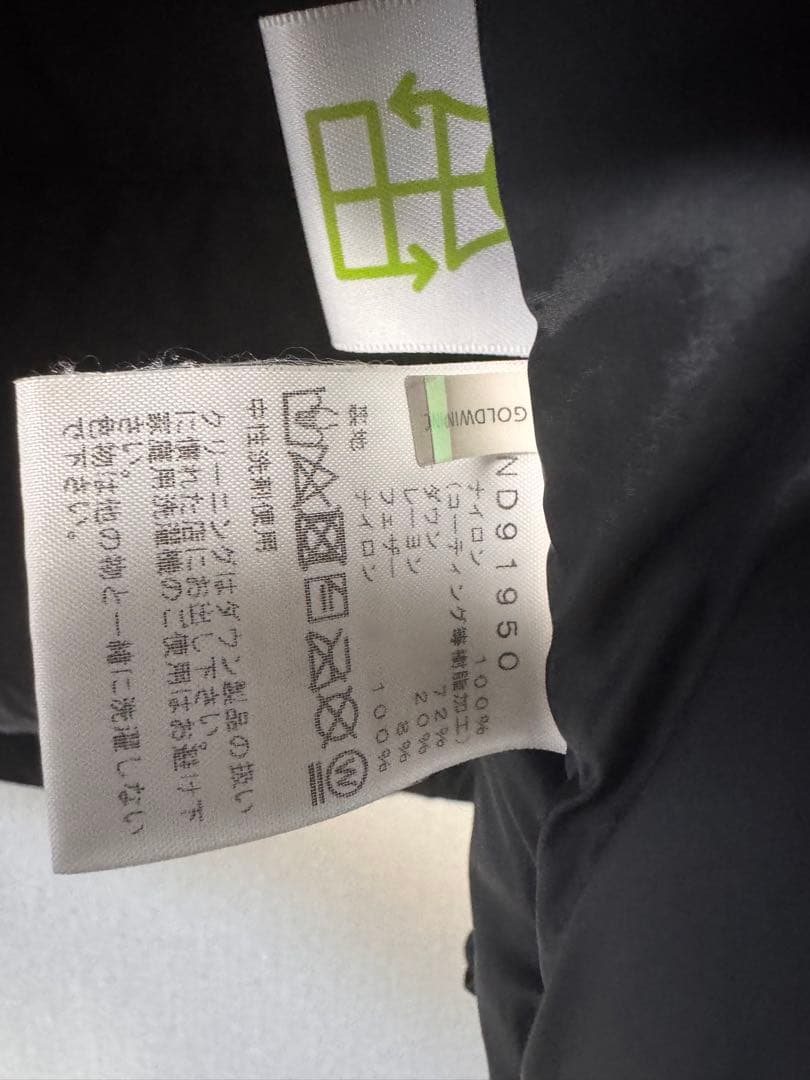 GOLDWIN INC
ND91950
ナイロン 100%
(コーティング等樹脂加工)
ダウン 72%
レーヨン 20%
フェザー 8%
ナイロン 100%
基地
W
中性洗剤使用
クリーニングはダウン製品の扱い
に慣れた店にお出し下さい。
家庭用洗濯機のご使用はお避け下
さい。
色物は他の物と一緒に洗濯しない
で下さい。